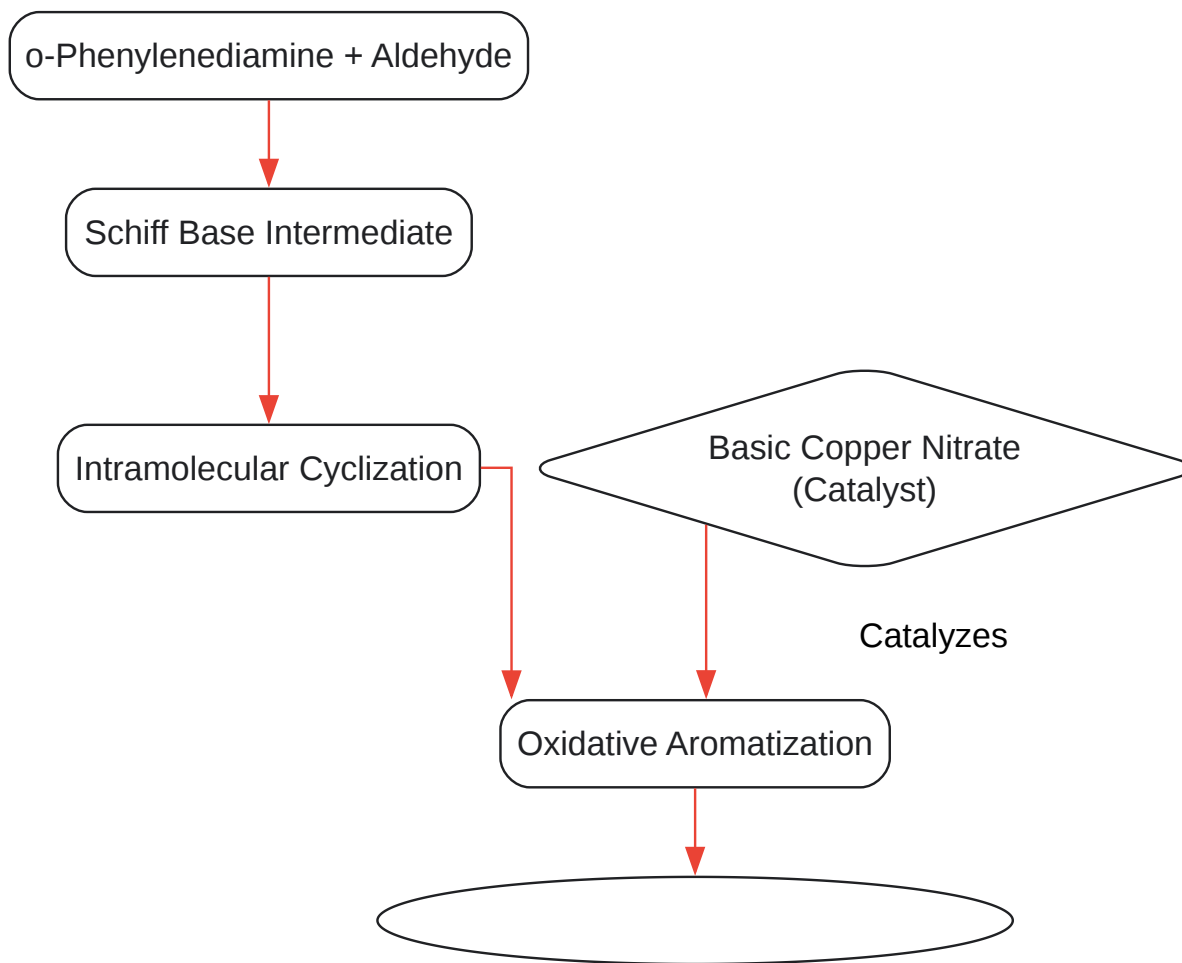 o-Phenylenediamine + Aldehyde
Schiff Base Intermediate
Intramolecular Cyclization
Basic Copper Nitrate
(Catalyst)
Catalyzes
Oxidative Aromatization